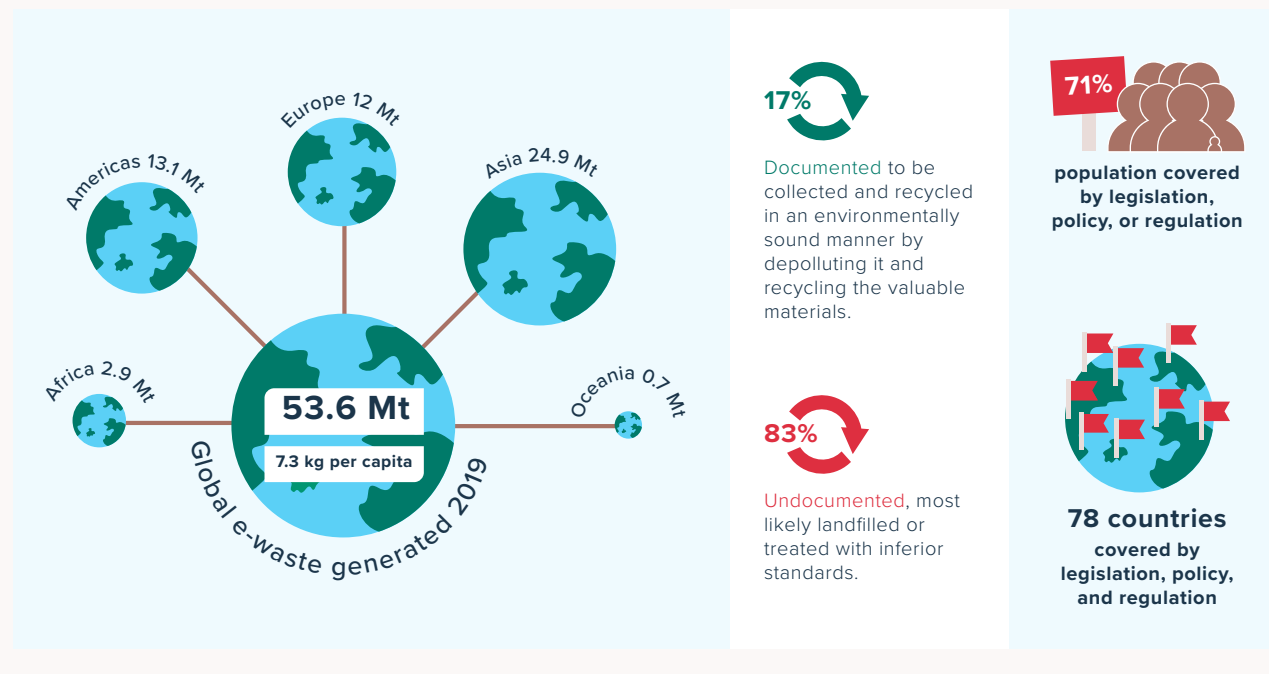 Europe 12 Mt
Americas 13.1 Mt
Asia 24.9 Mt
Africa 2.9 Mt
Oceania 0.7 Mt
53.6 Mt
7.3 kg per capita
Global e-waste generated 2019
17%
Documented to be
collected and recycled
in an environmentally
sound manner by
depolluting it and
recycling the valuable
materials.
83%
Undocumented, most
likely landfilled or
treated with inferior
standards.
71%
population covered
by legislation,
policy, or regulation
78 countries
covered by
legislation, policy,
and regulation